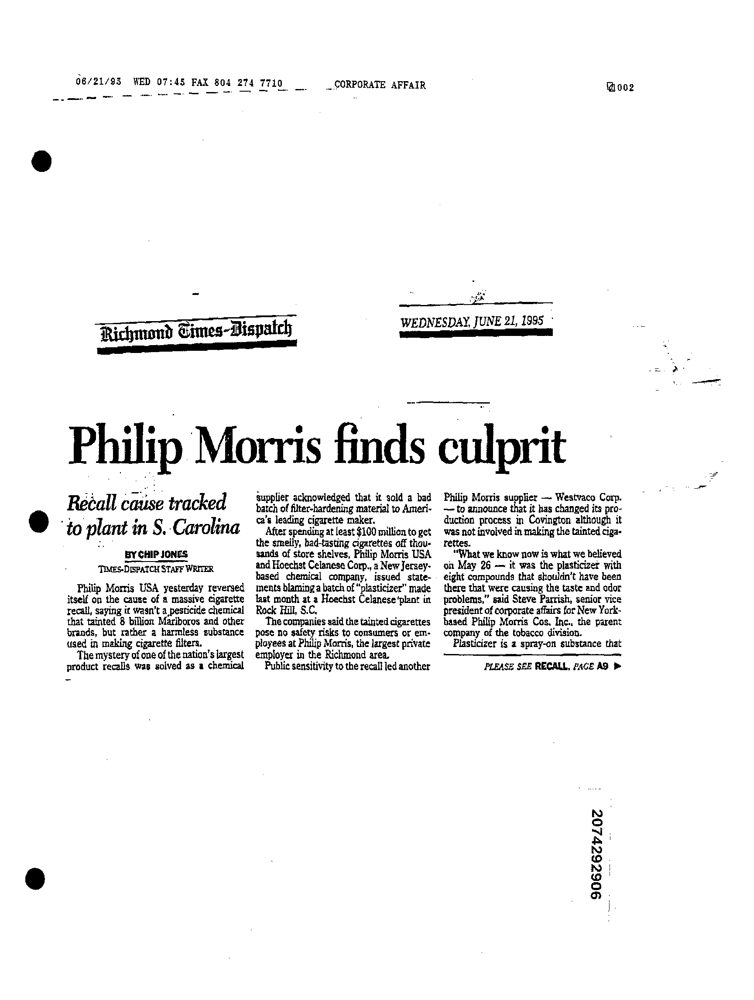 06/21/95 WED 07:45 FAX 804 274 7710 CORPORATE AFFAIR 002
Richmond Times-Dispatch
WEDNESDAY, JUNE 21, 1995
Philip Morris finds culprit
Recall cause tracked
to plant in S. Carolina
BY CHIP JONES
TIMES-DISPATCH STAFF WRITER
Philip Morris USA yesterday reversed
itself on the cause of a massive cigarette
recall, saying it wasn't a pesticide chemical
that tainted 8 billion Marlboros and other
brands, but rather a harmless substance
used in making cigarette filters.
The mystery of one of the nation's largest
product recalls was solved as a chemical
supplier acknowledged that it sold a bad
batch of filter-hardening material to Ameri-
ca's leading cigarette maker.
After spending at least $100 million to get
the smelly, bad-tasting cigarettes off thou-
sands of store shelves, Philip Morris USA
and Hoechst Celanese Corp., a New Jersey-
based chemical company, issued state-
ments blaming a batch of "plasticizer" made
last month at a Hoechst Celanese plant in
Rock Hill, S.C.
The companies said the tainted cigarettes
pose no safety risks to consumers or em-
ployees at Philip Morris, the largest private
employer in the Richmond area.
Public sensitivity to the recall led another
Philip Morris supplier — Westvaco Corp.
— to announce that it has changed its pro-
duction process in Covington although it
was not involved in making the tainted ciga-
rettes.
"What we know now is what we believed
on May 26 — it was the plasticizer with
eight compounds that shouldn't have been
there that were causing the taste and odor
problems," said Steve Parrish, senior vice
president of corporate affairs for New York-
based Philip Morris Cos. Inc., the parent
company of the tobacco division.
Plasticizer is a spray-on substance that
PLEASE SEE RECALL, PAGE A9 ▶
2074292906